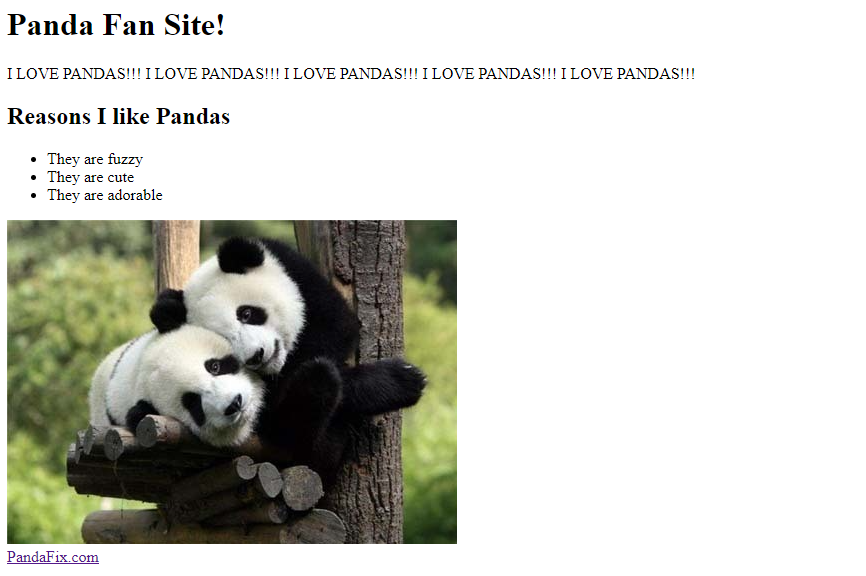 Panda Fan Site!
I LOVE PANDAS!!! I LOVE PANDAS!!! I LOVE PANDAS!!! I LOVE PANDAS!!! I LOVE PANDAS!!!
Reasons I like Pandas
They are fuzzy
They are cute
They are adorable
PandaFix.com